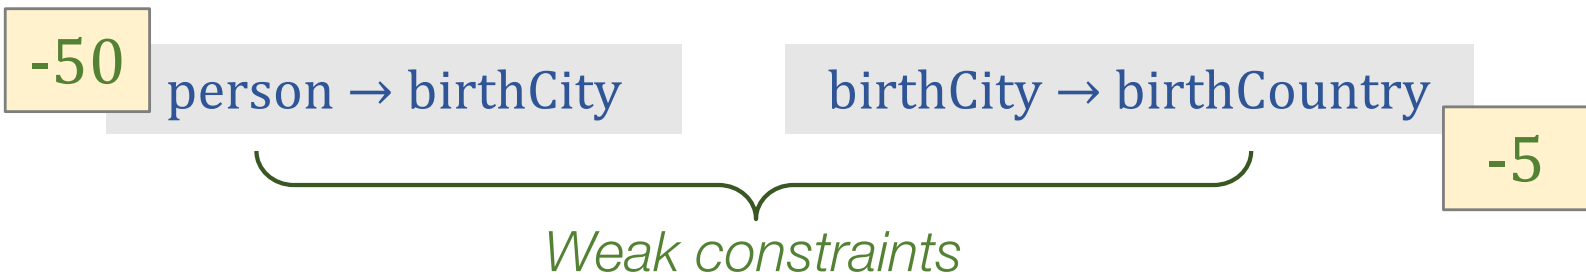 -50
person → birthCity
birthCity → birthCountry
-5
Weak constraints